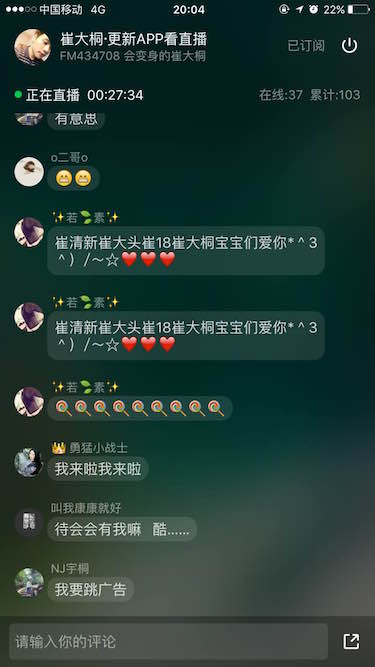 中国移动 4G 20:04 22%
崔大桐·更新APP看直播
FM434708 会变身的崔大桐
已订阅
正在直播 00:27:34
在线:37 累计:103
有意思
o二哥o
😁😁
✨若🍃素✨
崔清新崔大头崔18崔大桐宝宝们爱你*＾3
＾）/～☆❤️❤️❤️
✨若🍃素✨
崔清新崔大头崔18崔大桐宝宝们爱你*＾3
＾）/～☆❤️❤️❤️
✨若🍃素✨
🍭🍭🍭🍭🍭🍭🍭🍭🍭
👑勇猛小战士
我来啦我来啦
叫我康康就好
待会会有我嘛 酷......
NJ宇桐
我要跳广告
请输入你的评论